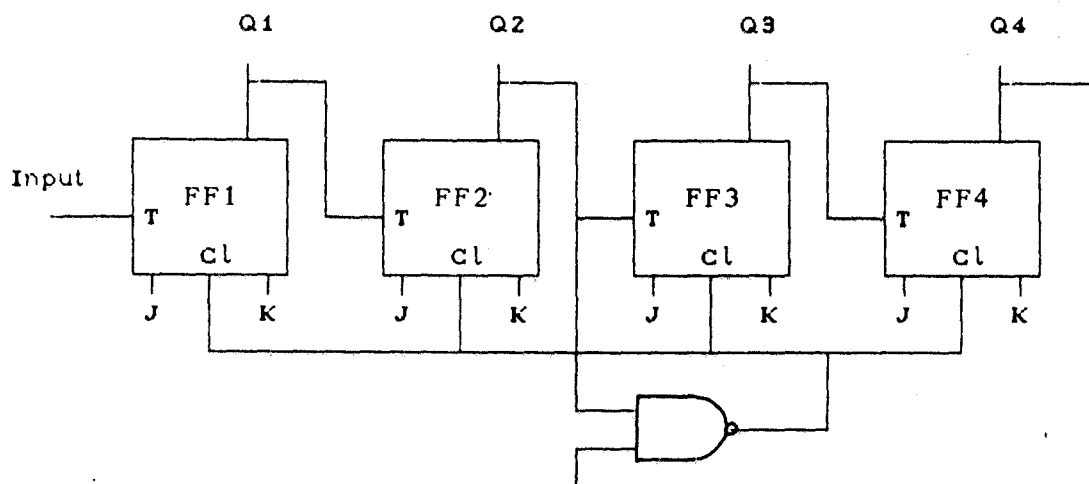 Q1 Q2 Q3 Q4
Input
FF1 FF2 FF3 FF4
T T T T
Cl Cl Cl Cl
J K J K J K J K